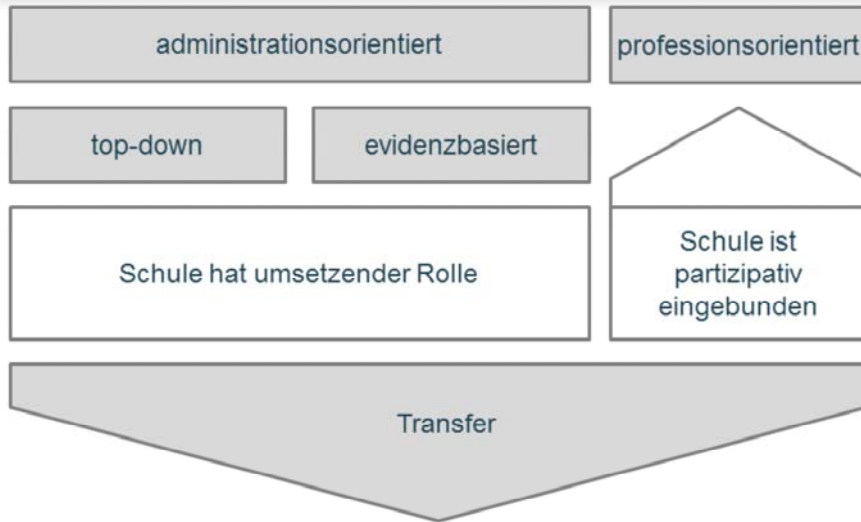 administrationsorientiert
professionsorientiert
top-down
evidenzbasiert
Schule hat umsetzender Rolle
Schule ist
partizipativ
eingebunden
Transfer